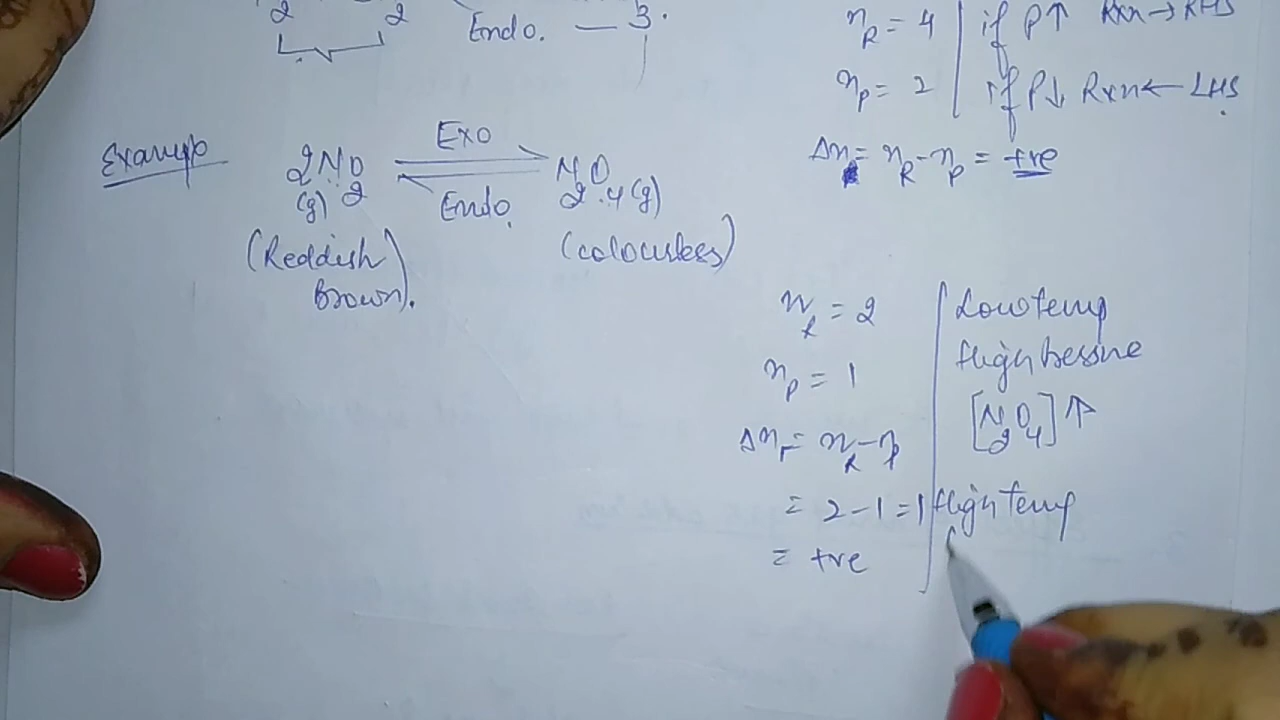 2 2
Endo. — 3.
nR = 4 | if P↑ Rxn → RHS
nP = 2 | if P↓ Rxn ← LHS
Δn = nR - nP = +ve
Example
2NO2 (g) ⇌ N2O4 (g)
Exo
Endo.
(Reddish Brown).
(colourless)
nR = 2
nP = 1
Δn = nR - nP
= 2 - 1 = 1
= +ve
Low temp
High Pressure
[N2O4] ↑
High temp